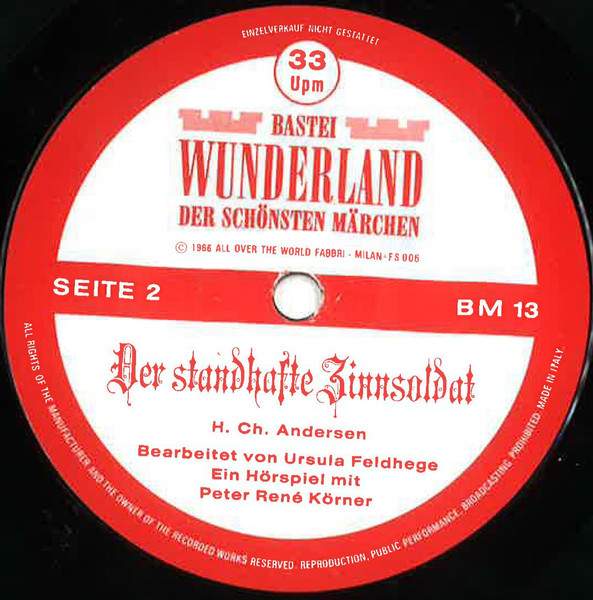 EINZELVERKAUF NICHT GESTATTET
33
Upm
BASTEI
WUNDERLAND
DER SCHÖNSTEN MÄRCHEN
© 1966 ALL OVER THE WORLD FABBRI - MILAN - FS 006
SEITE 2
BM 13
Der standhafte Zinnsoldat
H. Ch. Andersen
Bearbeitet von Ursula Feldhege
Ein Hörspiel mit
Peter René Körner
ALL RIGHTS OF THE MANUFACTURER AND THE OWNER OF THE RECORDED WORKS RESERVED. REPRODUCTION, PUBLIC PERFORMANCE, BROADCASTING PROHIBITED. MADE IN ITALY.